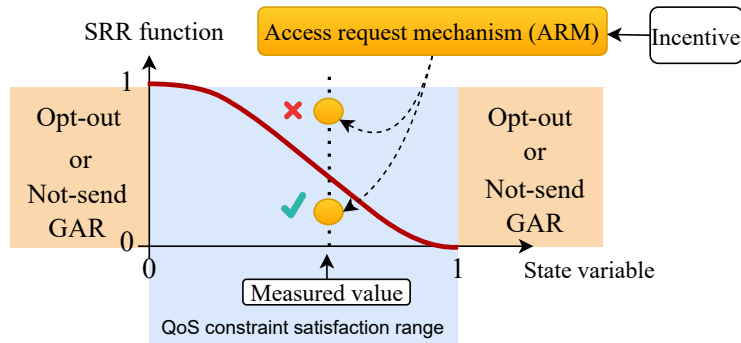 SRR function
Access request mechanism (ARM)
Incentive
1
Opt-out
or
Not-send
GAR
Opt-out
or
Not-send
GAR
0
0
1
State variable
Measured value
QoS constraint satisfaction range